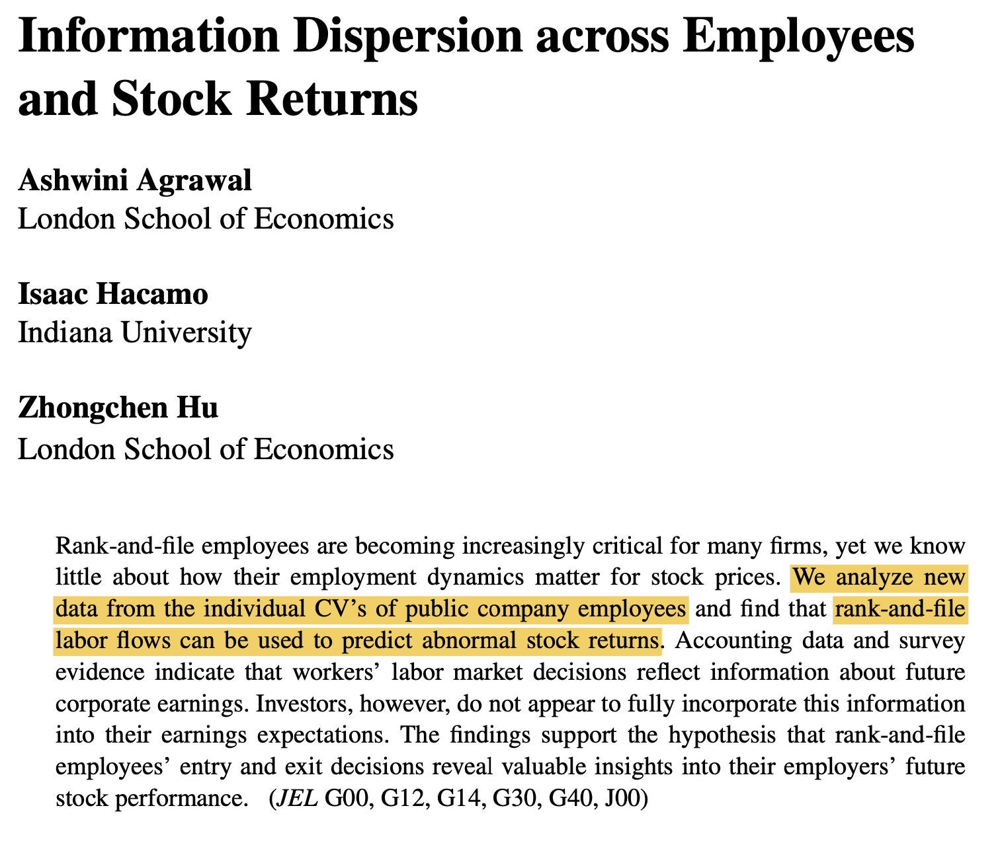 Information Dispersion across Employees
and Stock Returns
Ashwini Agrawal
London School of Economics
Isaac Hacamo
Indiana University
Zhongchen Hu
London School of Economics
Rank-and-file employees are becoming increasingly critical for many firms, yet we know
little about how their employment dynamics matter for stock prices. We analyze new
data from the individual CV’s of public company employees and find that rank-and-file
labor flows can be used to predict abnormal stock returns. Accounting data and survey
evidence indicate that workers’ labor market decisions reflect information about future
corporate earnings. Investors, however, do not appear to fully incorporate this information
into their earnings expectations. The findings support the hypothesis that rank-and-file
employees’ entry and exit decisions reveal valuable insights into their employers’ future
stock performance. (JEL G00, G12, G14, G30, G40, J00)